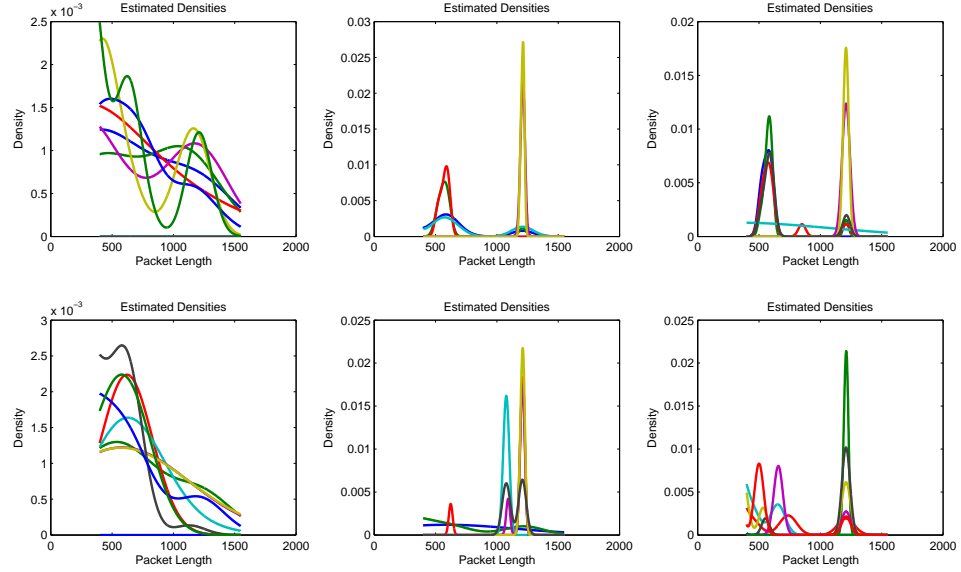 Estimated Densities
x 10⁻³
2.5
2
1.5
1
0.5
0
0 500 1000 1500 2000
Density
Packet Length
Estimated Densities
0.03
0.025
0.02
0.015
0.01
0.005
0
0 500 1000 1500 2000
Density
Packet Length
Estimated Densities
0.02
0.015
0.01
0.005
0
0 500 1000 1500 2000
Density
Packet Length
Estimated Densities
x 10⁻³
3
2.5
2
1.5
1
0.5
0
0 500 1000 1500 2000
Density
Packet Length
Estimated Densities
0.025
0.02
0.015
0.01
0.005
0
0 500 1000 1500 2000
Density
Packet Length
Estimated Densities
0.025
0.02
0.015
0.01
0.005
0
0 500 1000 1500 2000
Density
Packet Length